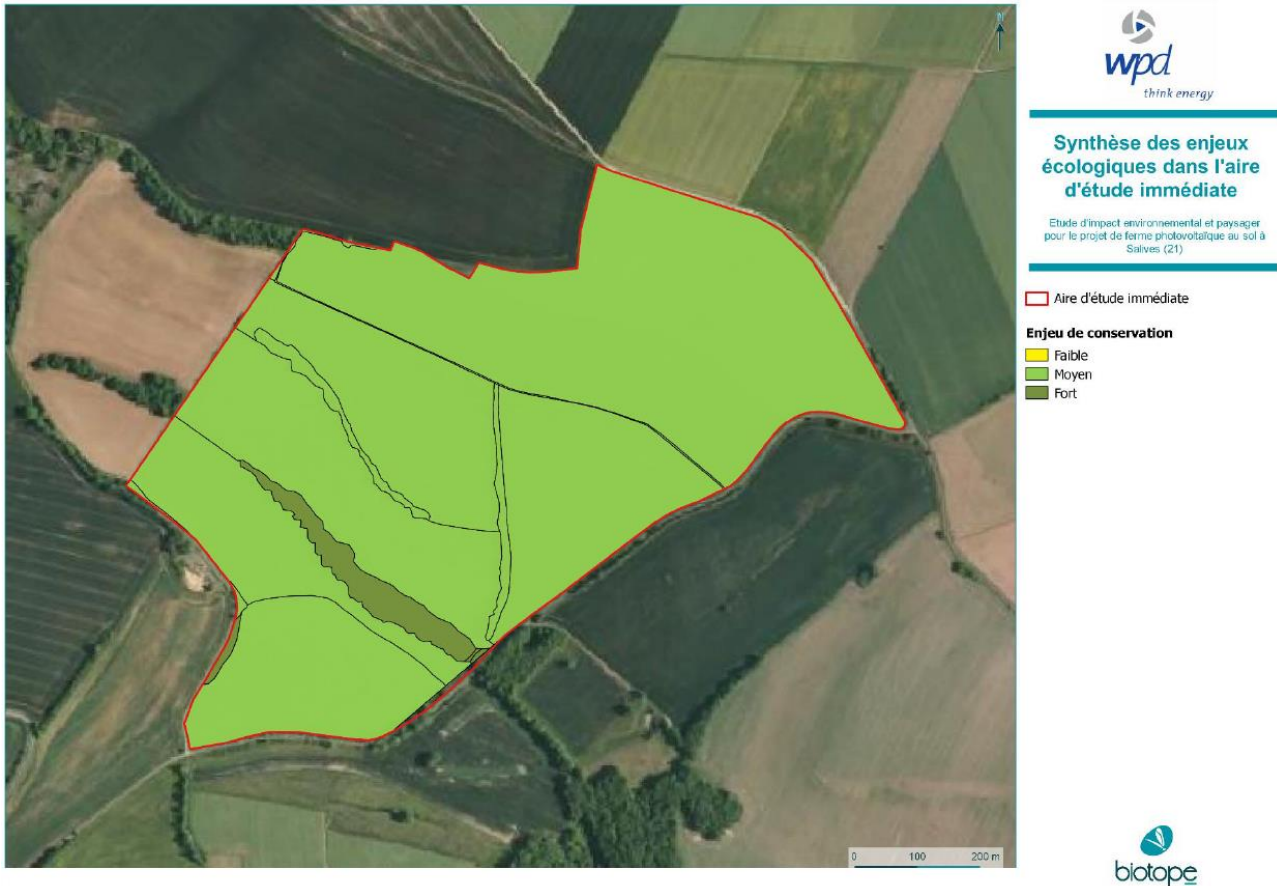 N
wpd
think energy
Synthèse des enjeux
écologiques dans l'aire
d'étude immédiate
Etude d'impact environnemental et paysager
pour le projet de ferme photovoltaïque au sol à
Salives (21)
Aire d'étude immédiate
Enjeu de conservation
Faible
Moyen
Fort
0 100 200 m
biotope